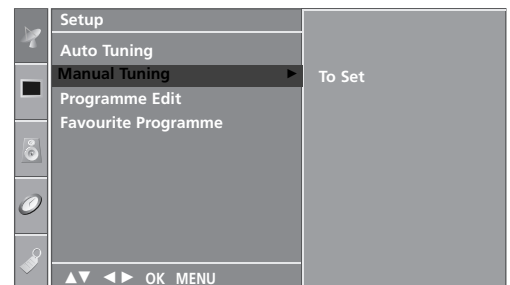 Setup
Auto Tuning
Manual Tuning ▶ To Set
Programme Edit
Favourite Programme
▲▼ ◀▶ OK MENU